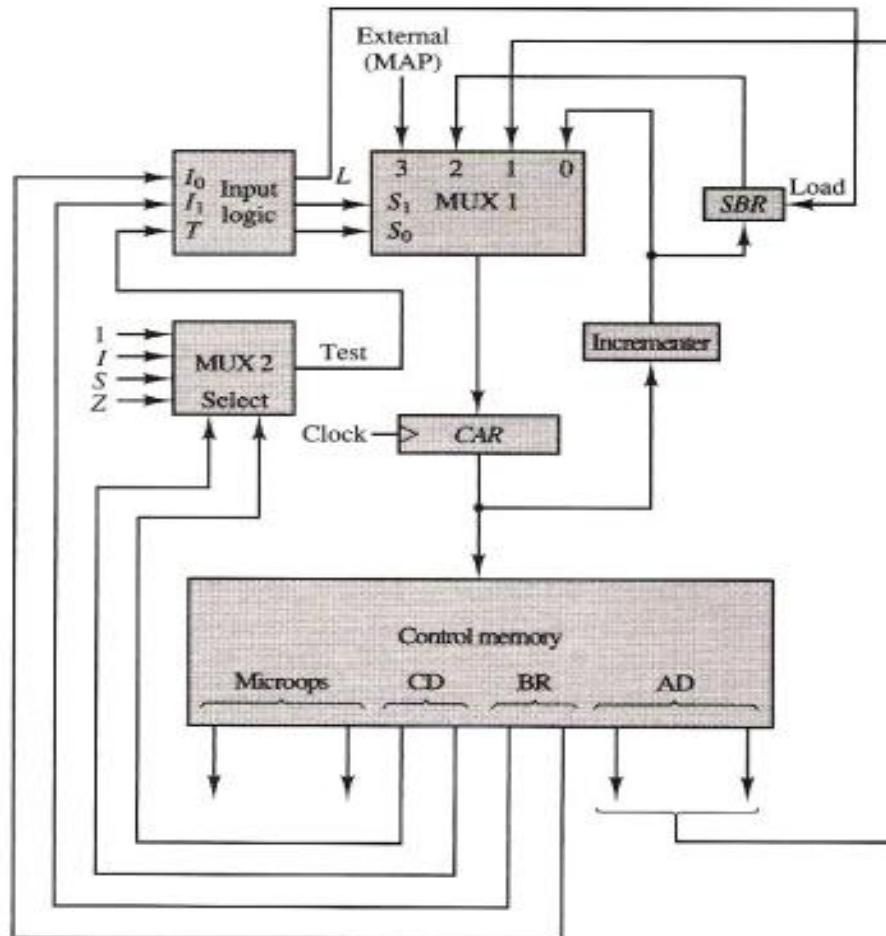 External
(MAP)
I₀ Input
I₁ logic
T
L
3 2 1 0
S₁ MUX 1
S₀
SBR
Load
1
I
S
Z
MUX 2
Select
Test
Incrementer
Clock
CAR
Control memory
Microops CD BR AD